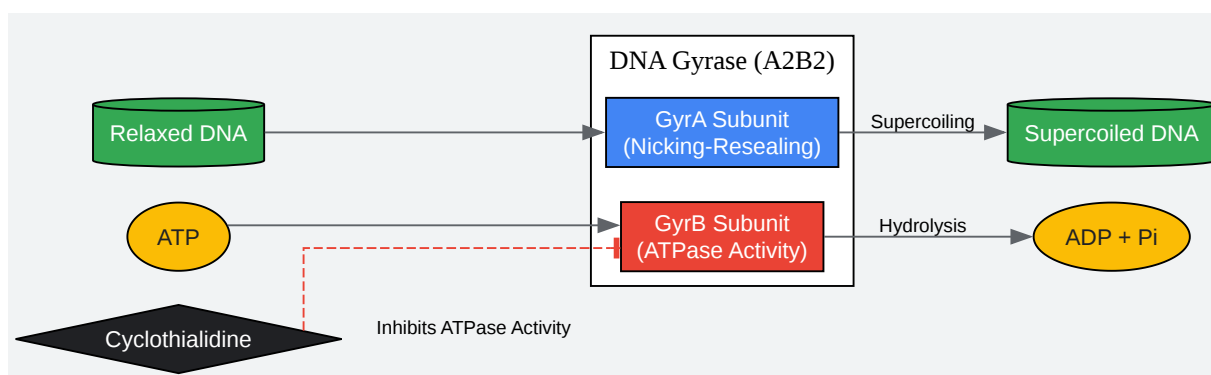 DNA Gyrase (A2B2)
Relaxed DNA
GyrA Subunit
(Nicking-Resealing)
Supercoiling
Supercoiled DNA
ATP
GyrB Subunit
(ATPase Activity)
Hydrolysis
ADP + Pi
Cyclothialidine
Inhibits ATPase Activity